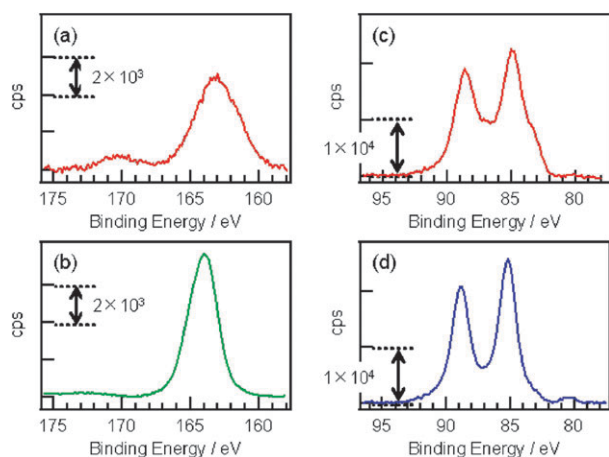 (a)
cps
2×10³
175 170 165 160
Binding Energy / eV
(c)
cps
1×10⁴
95 90 85 80
Binding Energy / eV
(b)
cps
2×10³
175 170 165 160
Binding Energy / eV
(d)
cps
1×10⁴
95 90 85 80
Binding Energy / eV